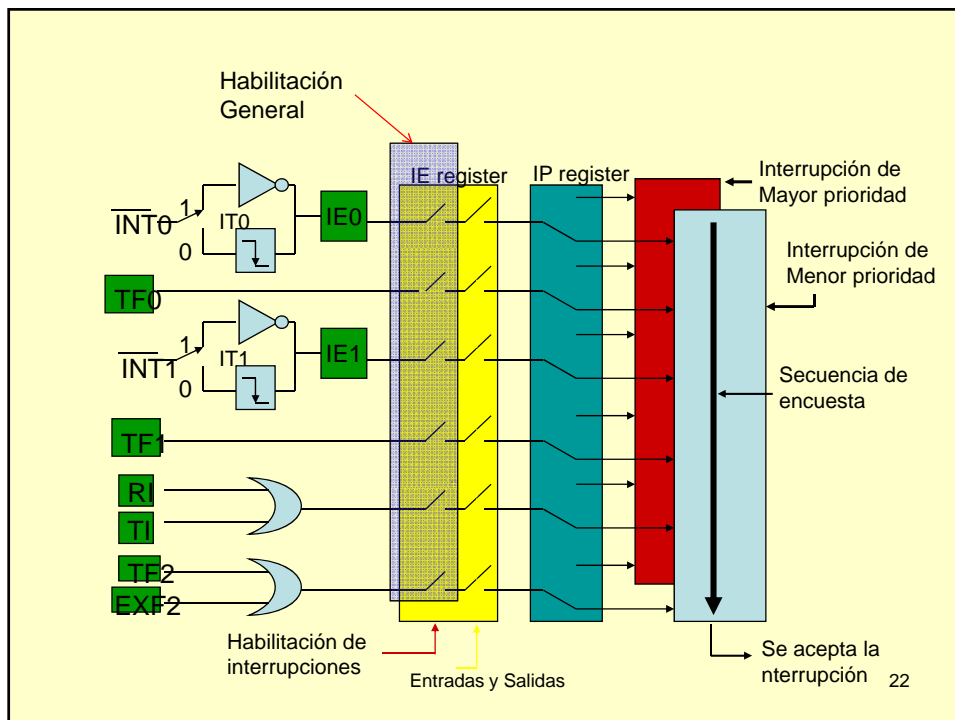 Habilitación
General
IE register
IP register
Interrupción de
Mayor prioridad
INT0
1
0
IT0
IE0
Interrupción de
Menor prioridad
TF0
INT1
1
0
IT1
IE1
Secuencia de
encuesta
TF1
RI
TI
TF2
EXF2
Habilitación de
interrupciones
Entradas y Salidas
Se acepta la
nterrupción
22